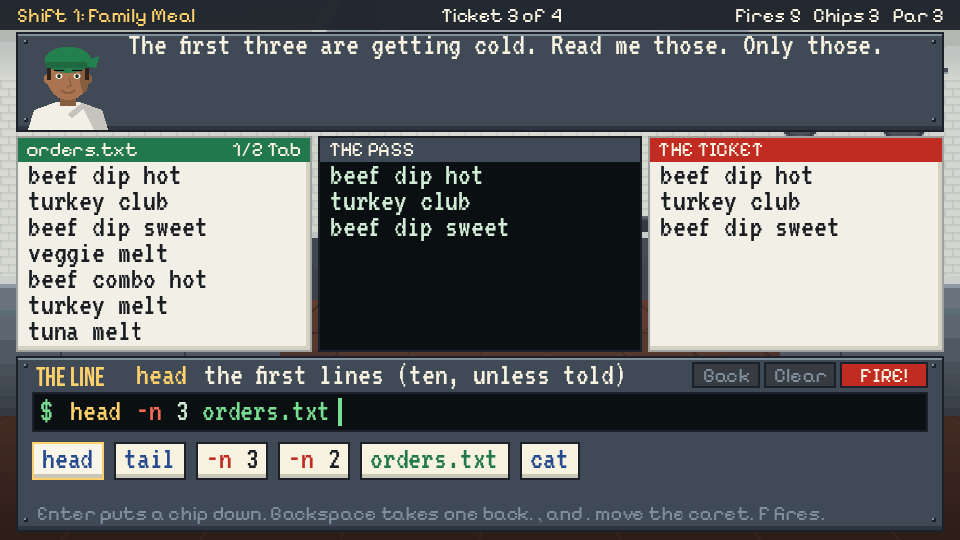 Shift 1: Family Meal
Ticket 3 of 4
Fires 8 Chips 3 Par 3
The first three are getting cold. Read me those. Only those.
orders.txt 1/2 Tab
beef dip hot
turkey club
beef dip sweet
veggie melt
beef combo hot
turkey melt
tuna melt
THE PASS
beef dip hot
turkey club
beef dip sweet
THE TICKET
beef dip hot
turkey club
beef dip sweet
THE LINE head the first lines (ten, unless told)
Back Clear FIRE!
$ head -n 3 orders.txt
head tail -n 3 -n 2 orders.txt cat
Enter puts a chip down. Backspace takes one back. , and . move the caret. F fires.